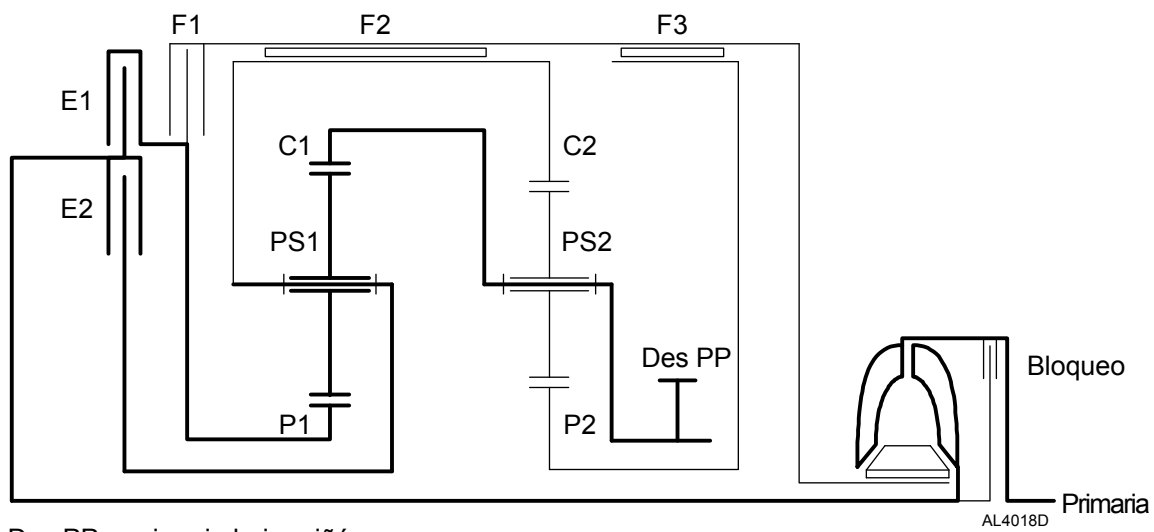 F1
F2
F3
E1
C1
C2
E2
PS1
PS2
Des PP
Bloqueo
P1
P2
Primaria
AL4018D